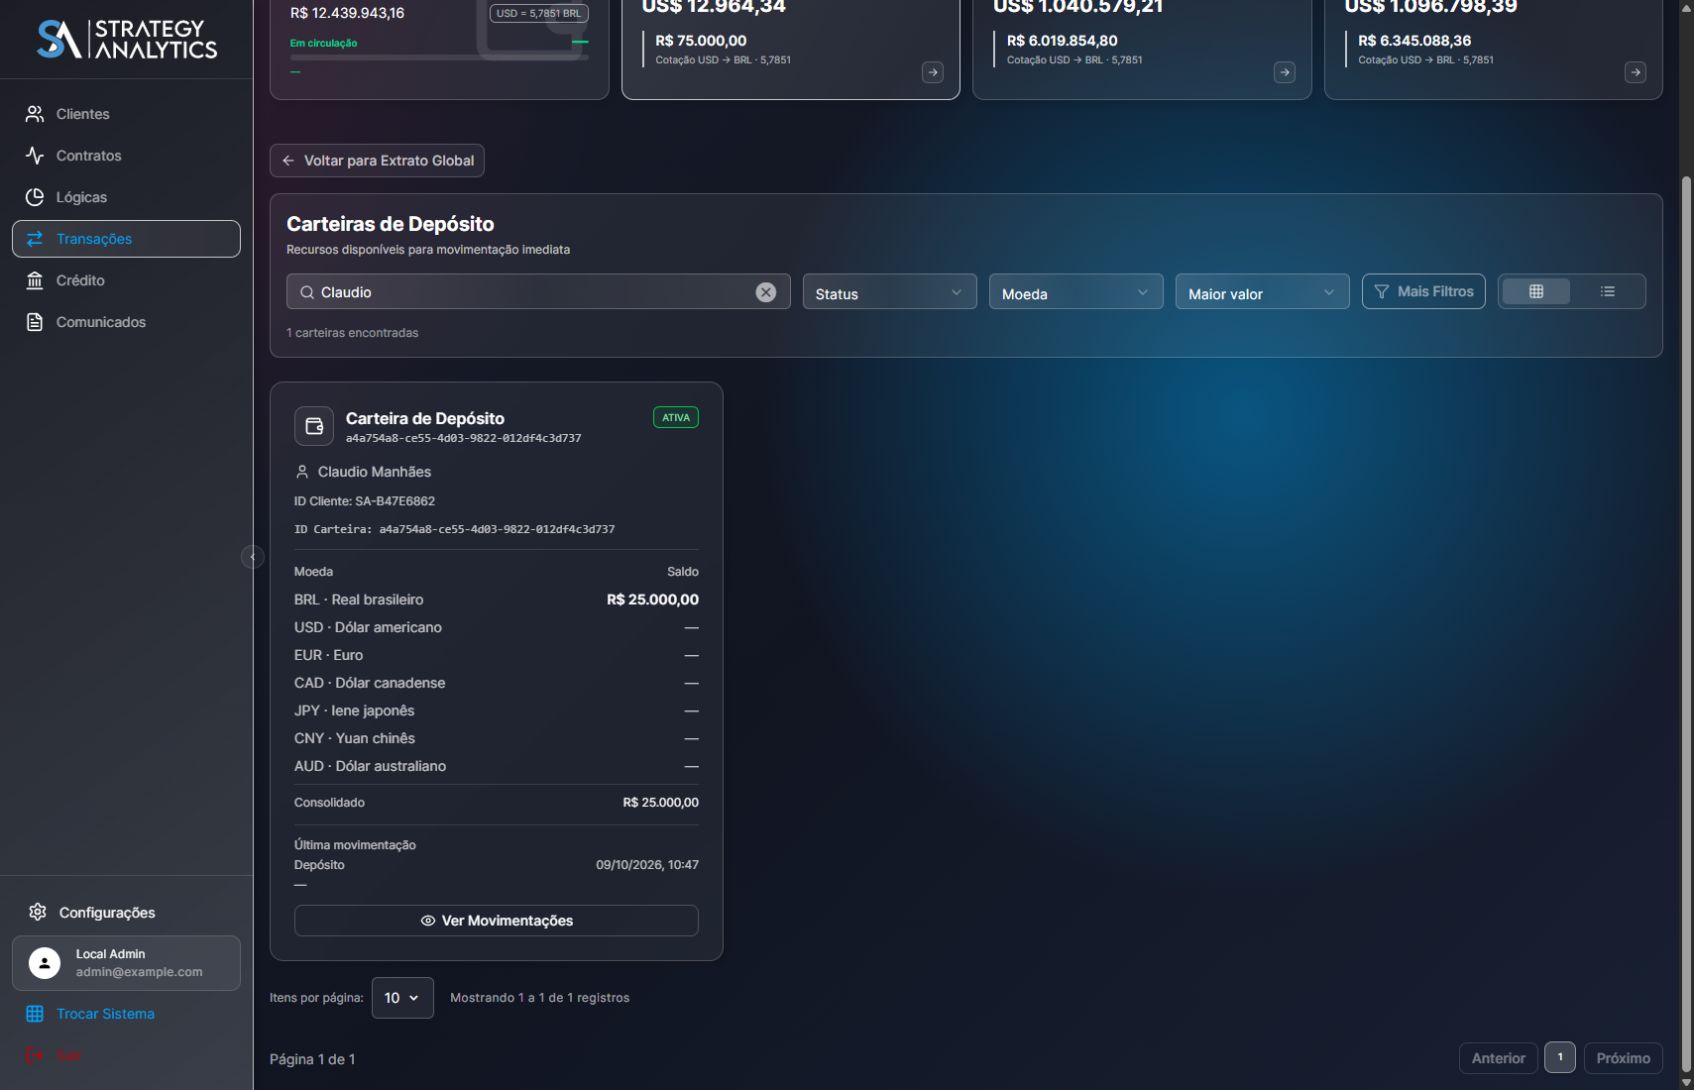 STRATEGY
ANALYTICS
Clientes
Contratos
Lógicas
Transações
Crédito
Comunicados
Configurações
Local Admin
admin@example.com
Trocar Sistema
Sair
R$ 12.439.943,16
USD = 5,7851 BRL
Em circulação
—
US$ 12.964,34
R$ 75.000,00
Cotação USD → BRL · 5,7851
US$ 1.040.579,21
R$ 6.019.854,80
Cotação USD → BRL · 5,7851
US$ 1.096.798,39
R$ 6.345.088,36
Cotação USD → BRL · 5,7851
Voltar para Extrato Global
Carteiras de Depósito
Recursos disponíveis para movimentação imediata
Claudio
Status
Moeda
Maior valor
Mais Filtros
1 carteiras encontradas
Carteira de Depósito
ATIVA
a4a754a8-ce55-4d03-9822-012df4c3d737
Claudio Manhães
ID Cliente: SA-B47E6862
ID Carteira: a4a754a8-ce55-4d03-9822-012df4c3d737
Moeda Saldo
BRL · Real brasileiro R$ 25.000,00
USD · Dólar americano —
EUR · Euro —
CAD · Dólar canadense —
JPY · Iene japonês —
CNY · Yuan chinês —
AUD · Dólar australiano —
Consolidado R$ 25.000,00
Última movimentação
Depósito 09/10/2026, 10:47
—
Ver Movimentações
Itens por página: 10 Mostrando 1 a 1 de 1 registros
Página 1 de 1
Anterior 1 Próximo